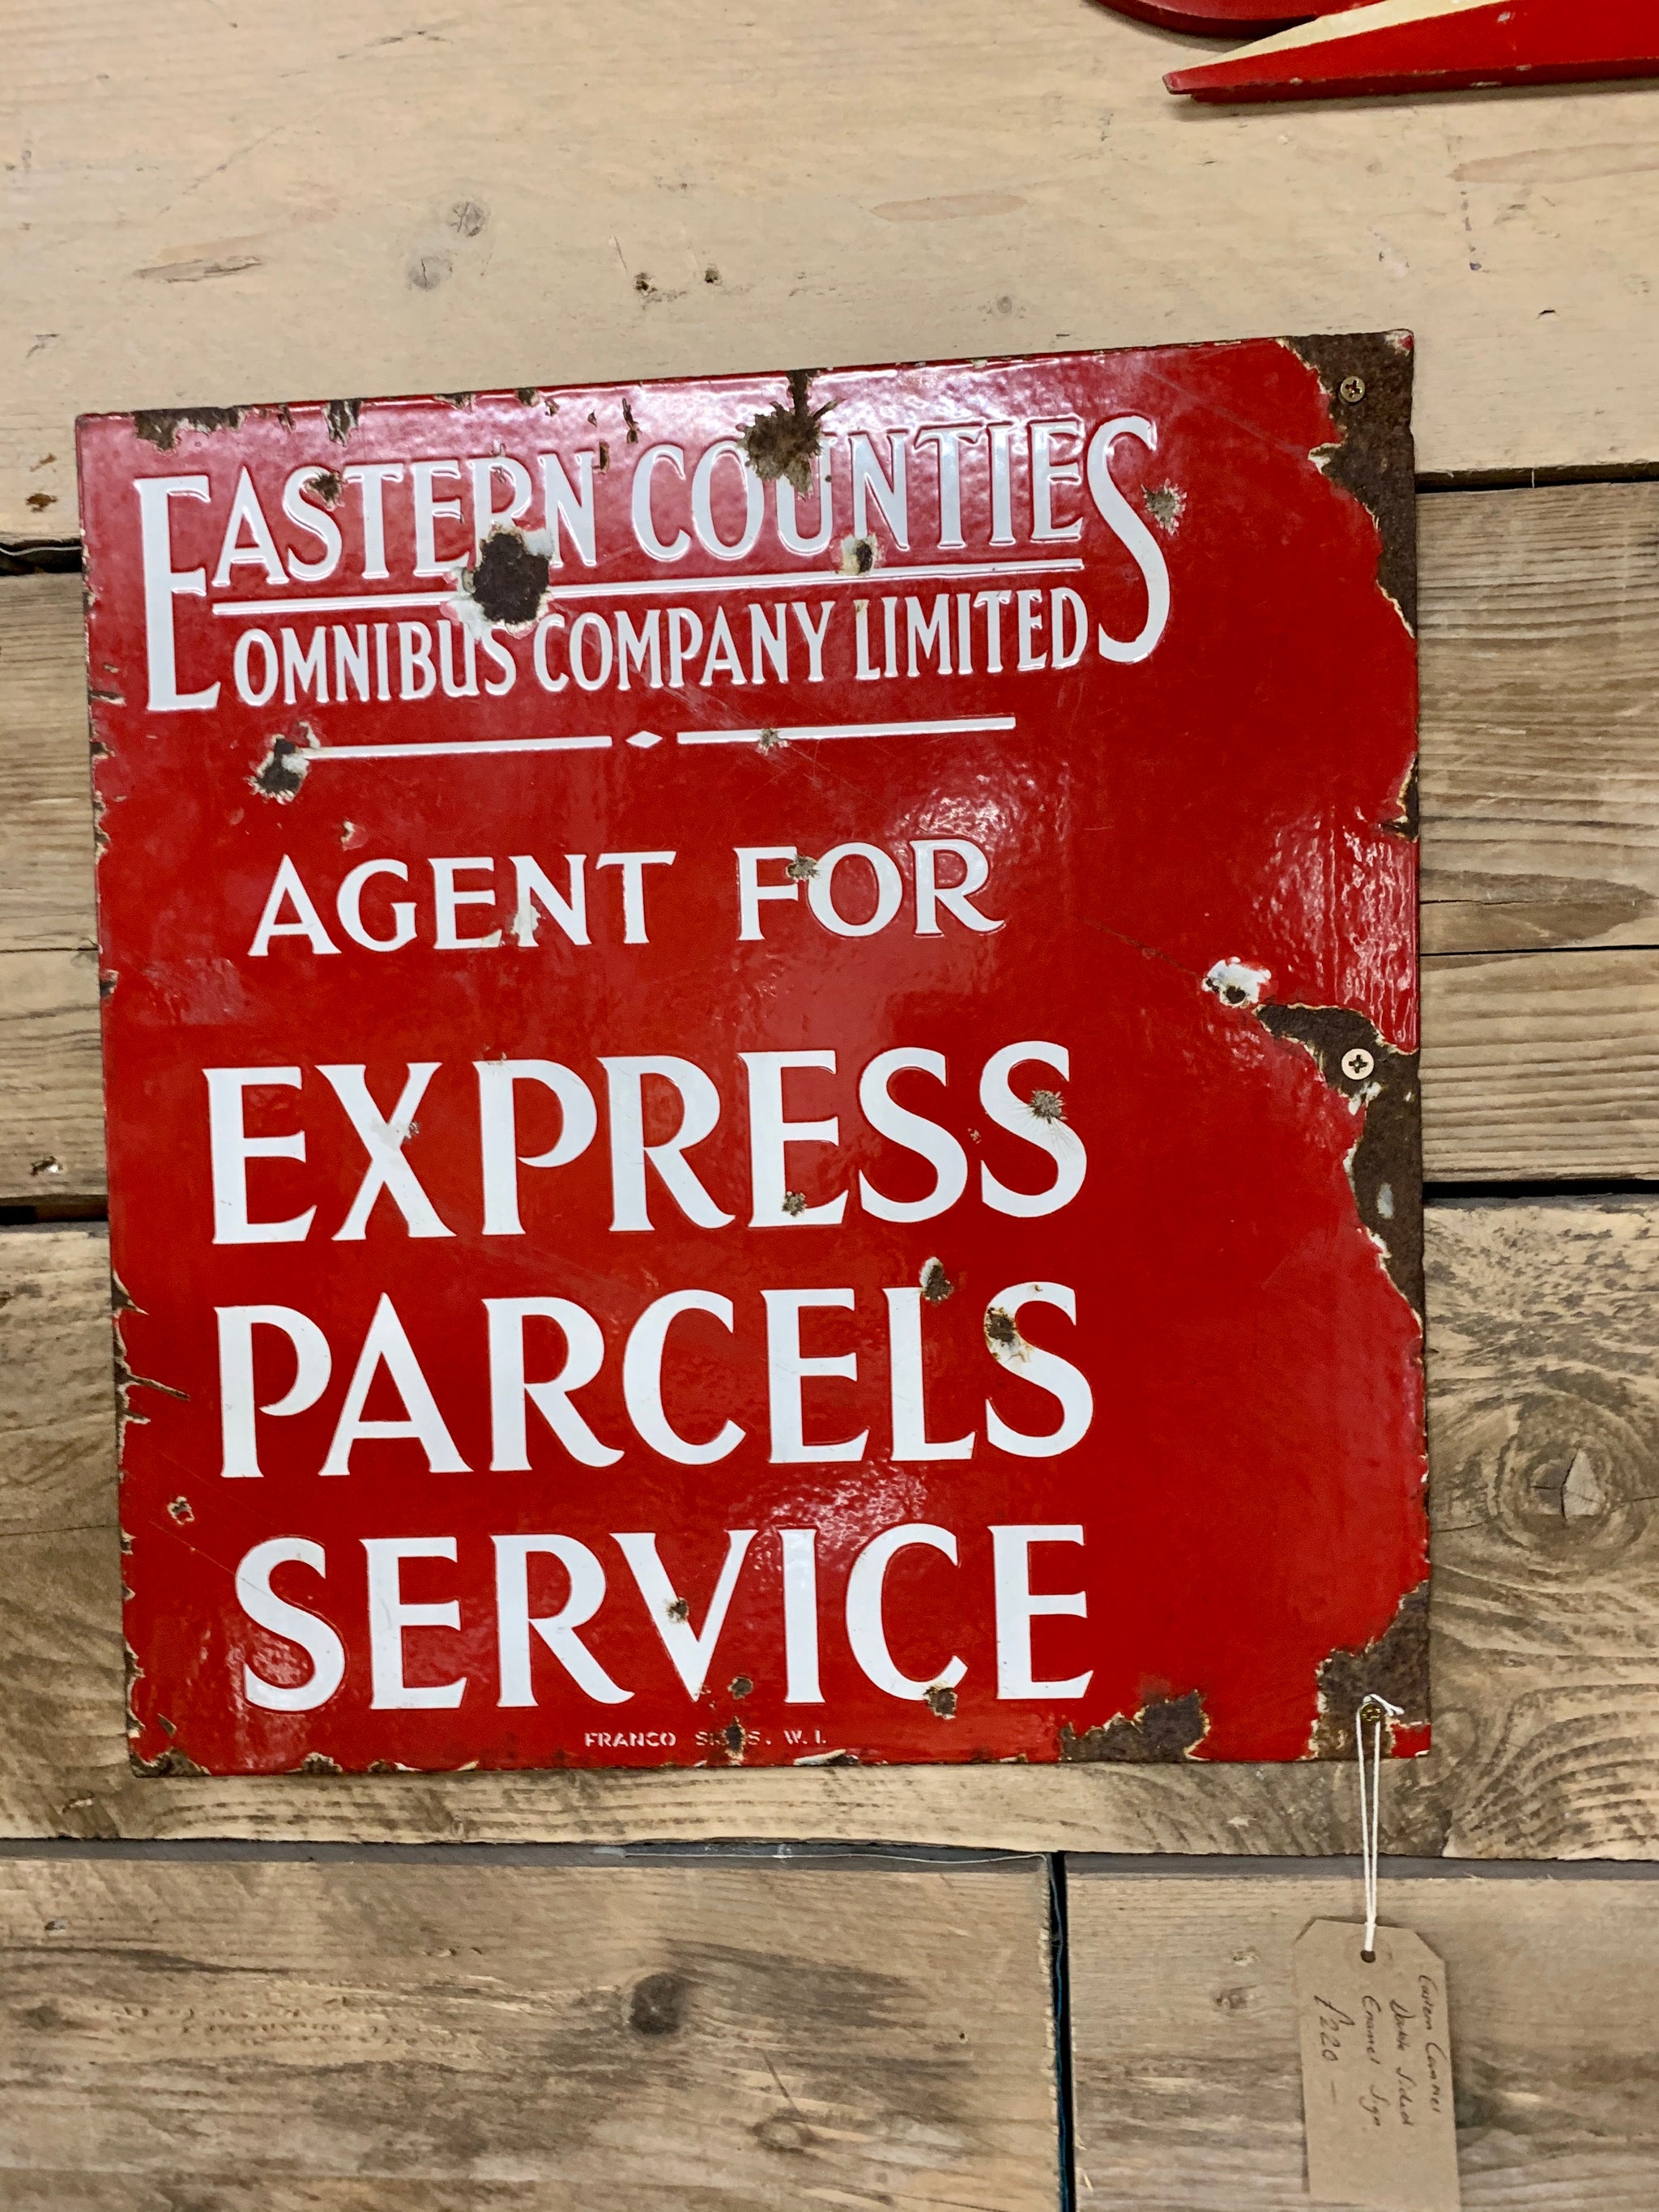 EASTERN COUNTIES
OMNIBUS COMPANY LIMITED
AGENT FOR
EXPRESS
PARCELS
SERVICE
FRANCO W.1.
Eastern Counties
Double Sided
Enamel Sign
£220 —